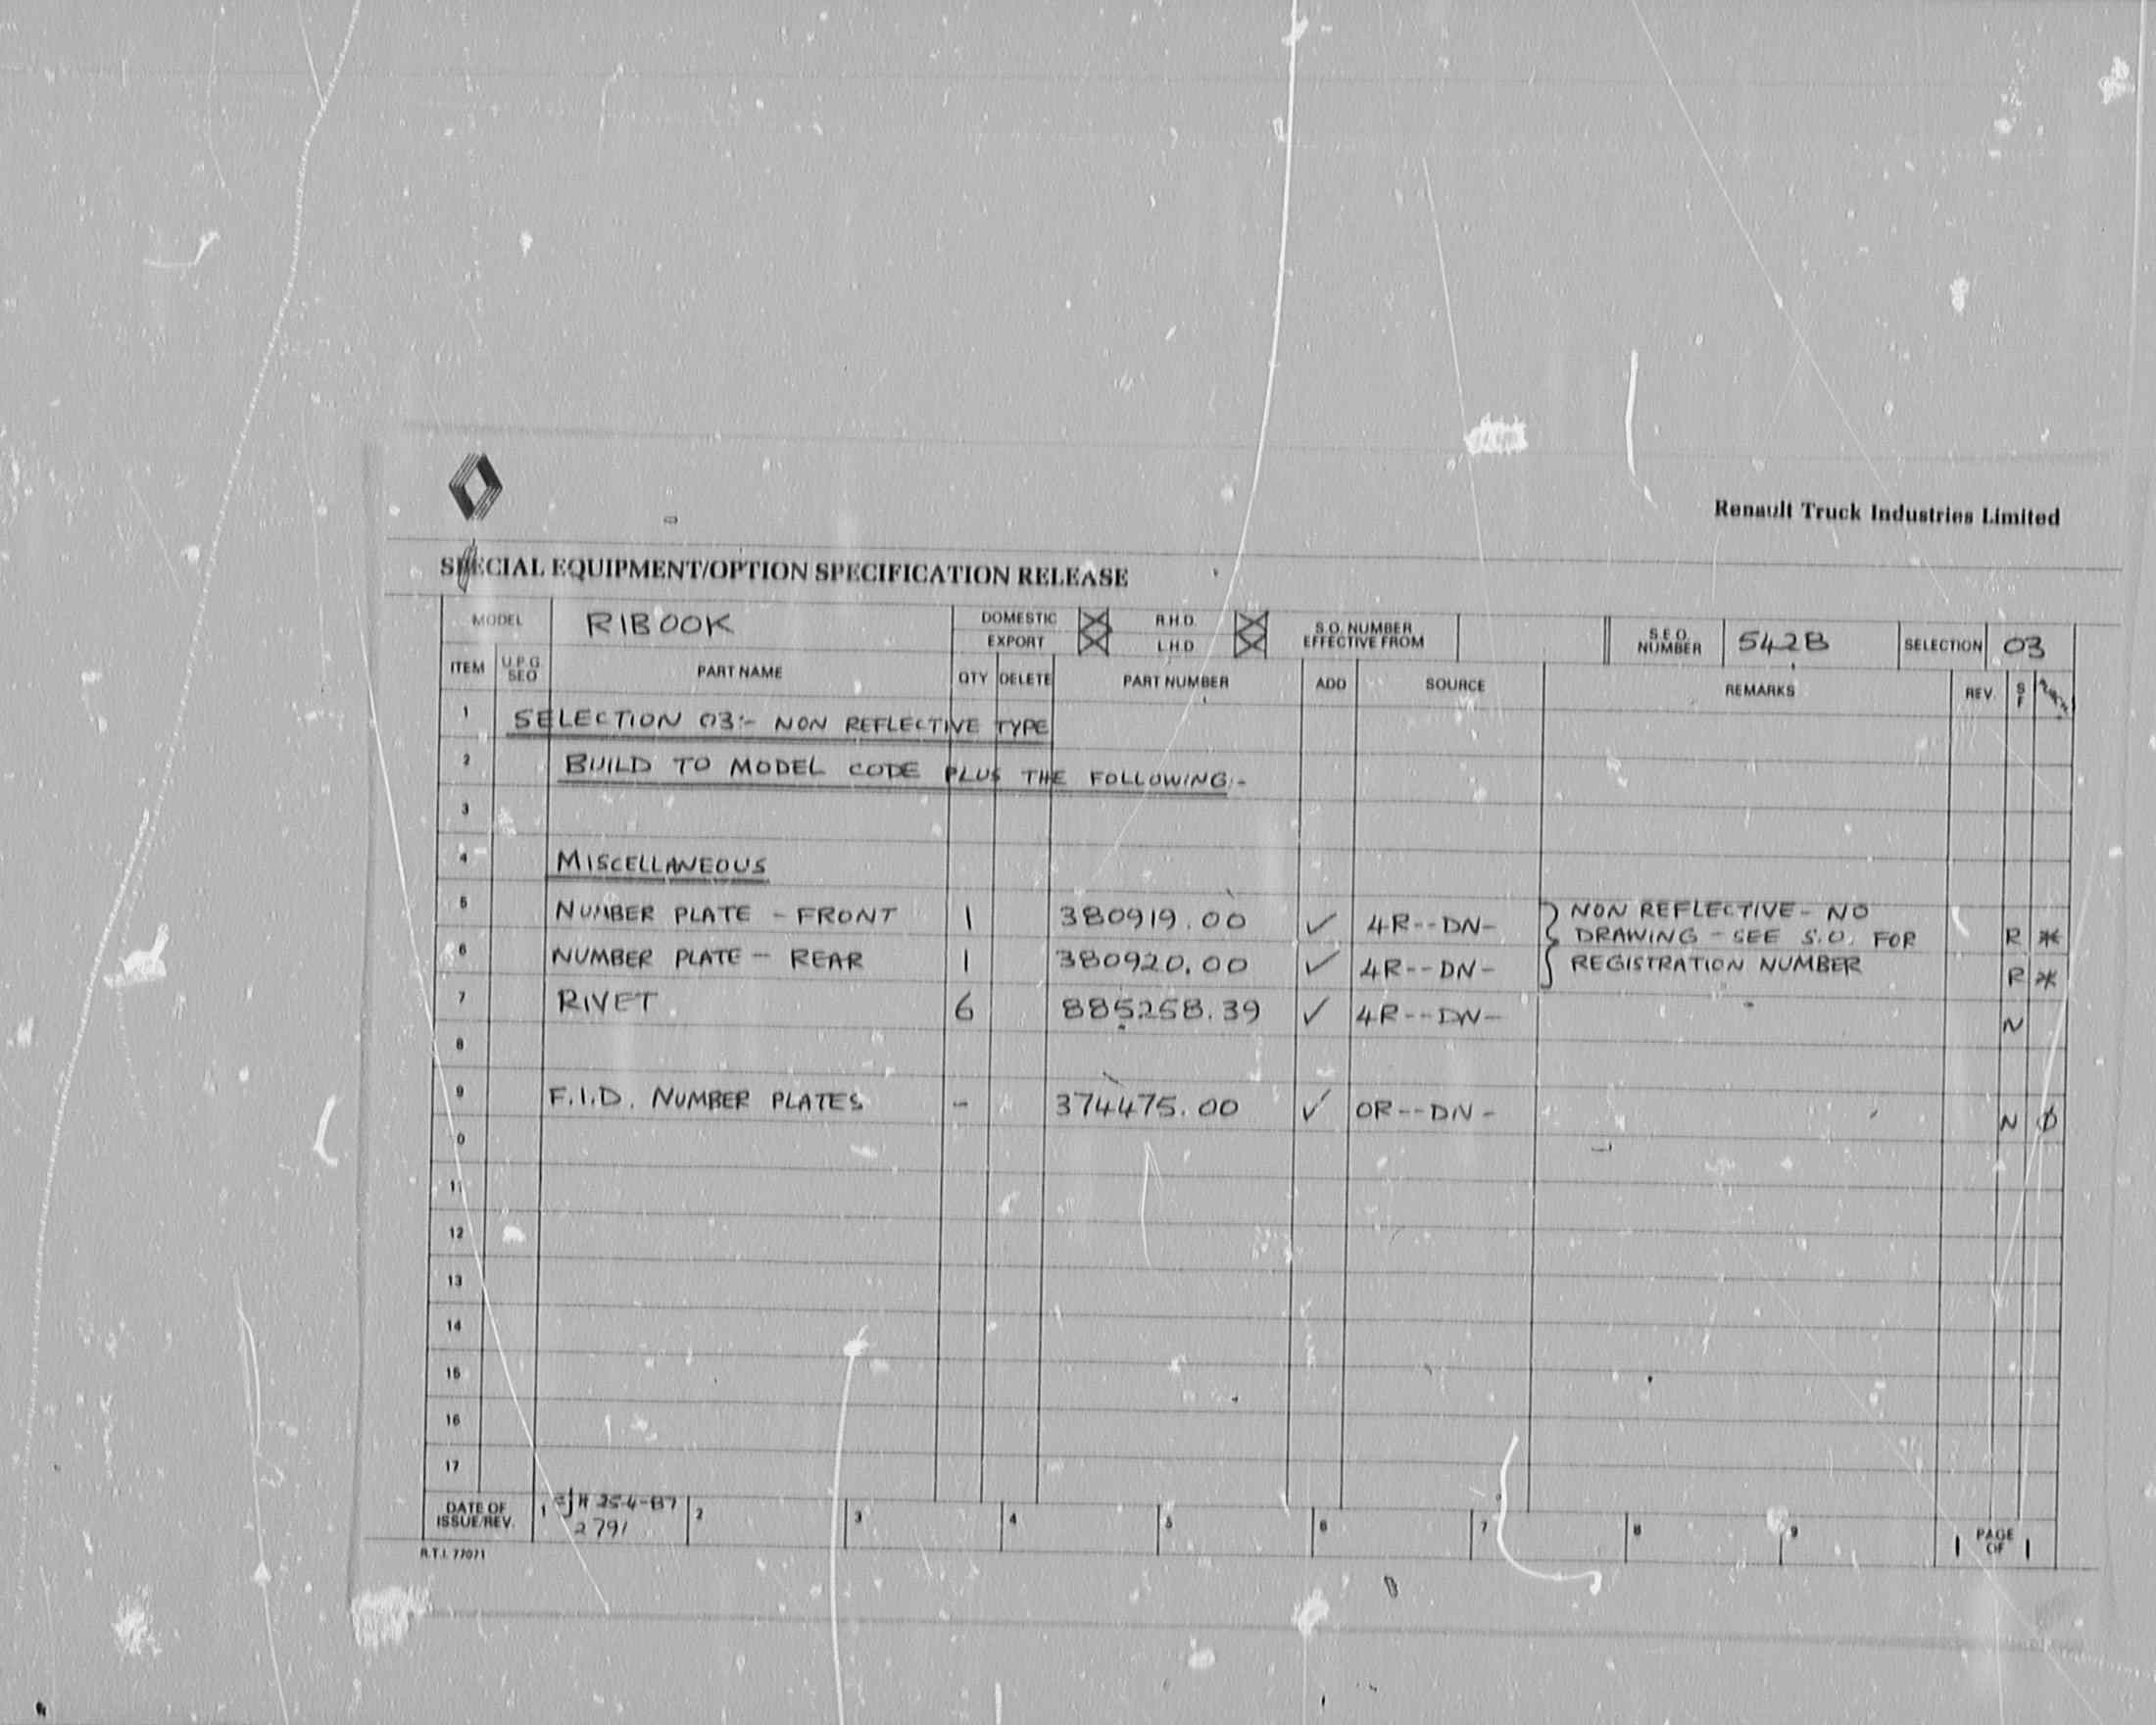 Renault Truck Industries Limited
SPECIAL EQUIPMENT/OPTION SPECIFICATION RELEASE
MODEL R1B00K DOMESTIC R.H.D. S.O. NUMBER EFFECTIVE FROM S.E.O. NUMBER 542B SELECTION 03
EXPORT L.H.D.
ITEM U.P.G. SEO PART NAME QTY DELETE PART NUMBER ADD SOURCE REMARKS REV. S F
1 SELECTION 03:- NON REFLECTIVE TYPE
2 BUILD TO MODEL CODE PLUS THE FOLLOWING:-
3
4 MISCELLANEOUS
5 NUMBER PLATE - FRONT 1 380919.00 ✓ 4R--DN- NON REFLECTIVE - NO DRAWING - SEE S.O. FOR R *
6 NUMBER PLATE - REAR 1 380920.00 ✓ 4R--DN- REGISTRATION NUMBER R *
7 RIVET 6 885258.39 ✓ 4R--DN- N
8
9 F.I.D. NUMBER PLATES - 374475.00 ✓ 0R--DN- N Ø
0
11
12
13
14
15
16
17
DATE OF ISSUE/REV. 1 25-4-87 2 3 4 5 6 7 8 9 1 PAGE OF 1
2791
R.T.I. 77071